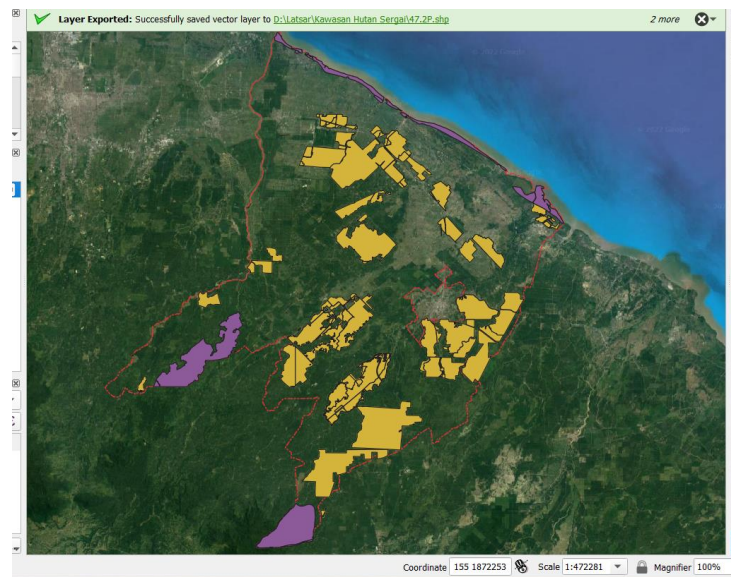 Layer Exported: Successfully saved vector layer to D:\Latsar\Kawasan Hutan Sergai\47.2P.shp 2 more
Coordinate 155 1872253 Scale 1:472281 Magnifier 100%